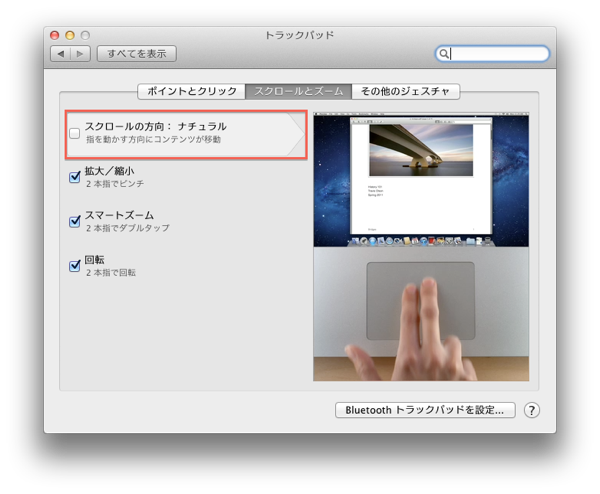 トラックパッド
すべてを表示
ポイントとクリック
スクロールとズーム
その他のジェスチャ
スクロールの方向： ナチュラル
指を動かす方向にコンテンツが移動
拡大／縮小
2 本指でピンチ
スマートズーム
2 本指でダブルタップ
回転
2 本指で回転
Bluetooth トラックパッドを設定...
?